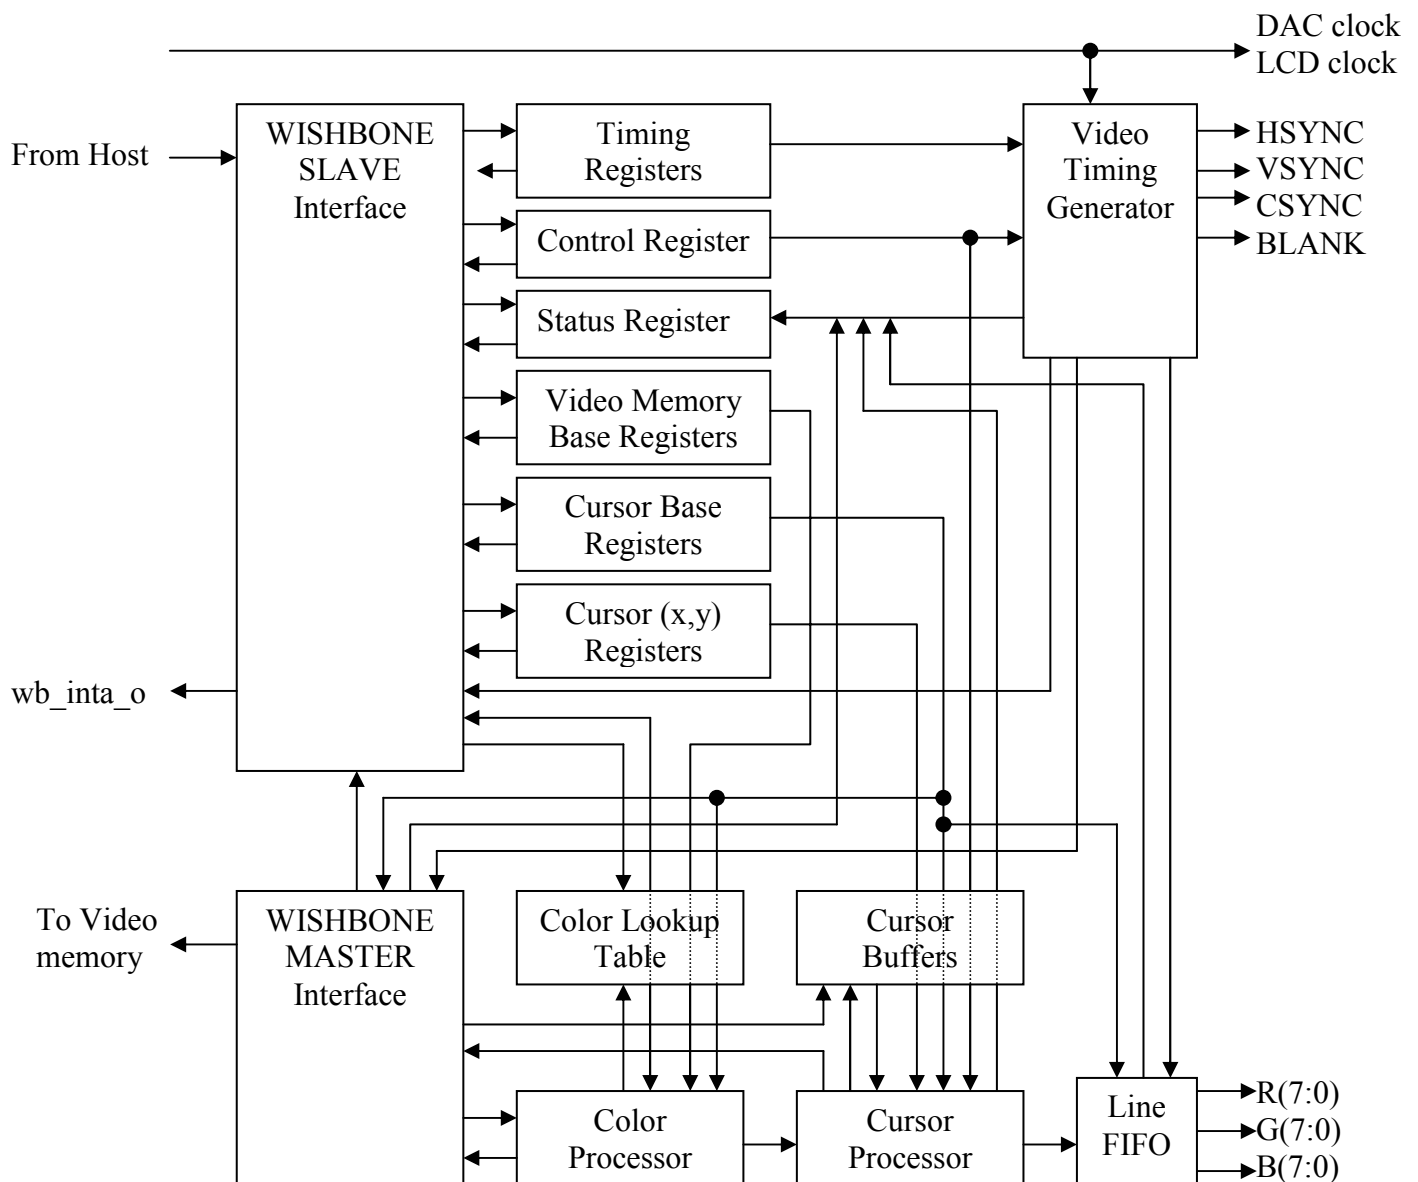 DAC clock
LCD clock
From Host
WISHBONE
SLAVE
Interface
Timing
Registers
Video
Timing
Generator
HSYNC
VSYNC
CSYNC
BLANK
Control Register
Status Register
Video Memory
Base Registers
Cursor Base
Registers
Cursor (x,y)
Registers
wb_inta_o
To Video
memory
WISHBONE
MASTER
Interface
Color Lookup
Table
Cursor
Buffers
Color
Processor
Cursor
Processor
Line
FIFO
R(7:0)
G(7:0)
B(7:0)